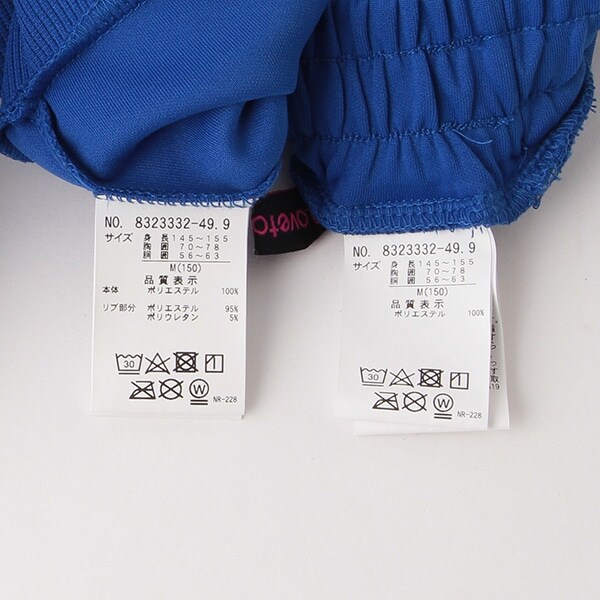 NO. 8323332-49.9
サイズ 身 長 145～155
胸 囲 70～78
胴 囲 56～63
M(150)
品質表示
本体 ポリエステル 100%
リブ部分 ポリエステル 95%
ポリウレタン 5%
30
NR-228
loveto
NO. 8323332-49.9
サイズ 身 長 145～155
胸 囲 70～78
胴 囲 56～63
M(150)
品質表示
ポリエステル 100%
30
NR-228